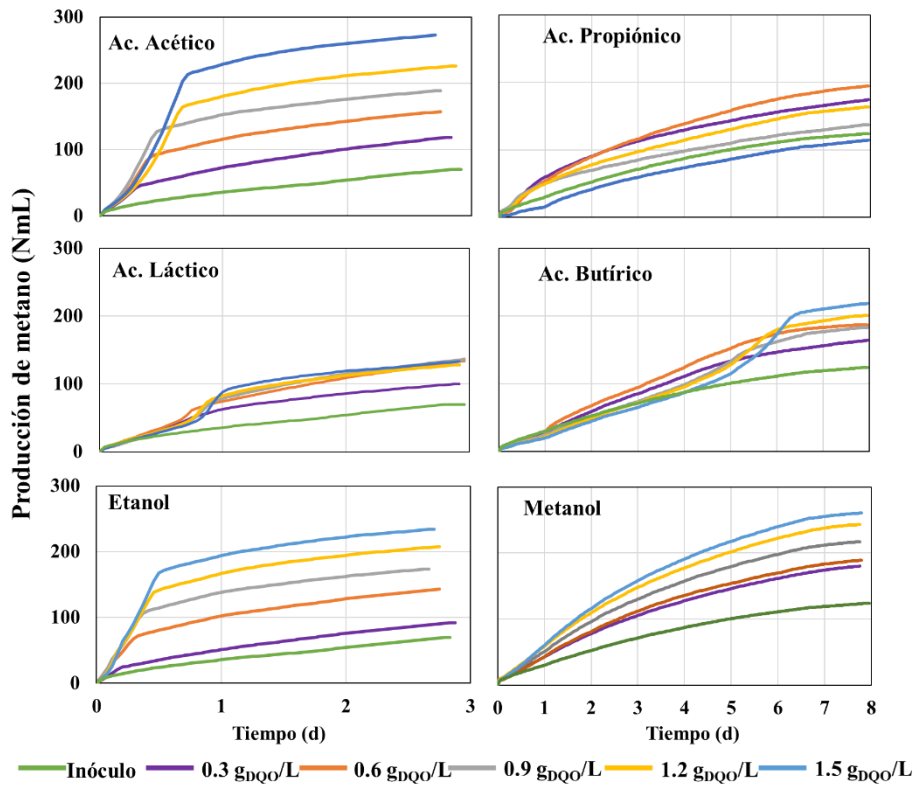 Producción de metano (NmL)
300
200
100
0
Ac. Acético
Ac. Propiónico
300
200
100
0
Ac. Láctico
Ac. Butírico
300
200
100
0
Etanol
Metanol
0 1 2 3
0 1 2 3 4 5 6 7 8
Tiempo (d)
Tiempo (d)
Inóculo 0.3 gDQO/L 0.6 gDQO/L 0.9 gDQO/L 1.2 gDQO/L 1.5 gDQO/L